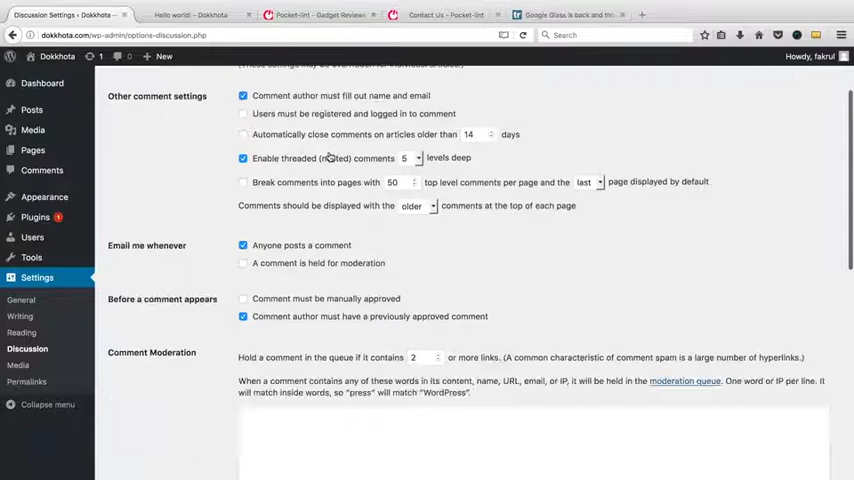 Discussion Settings ‹ Dokkhota
Hello world! – Dokkhota
Pocket-lint - Gadget Reviews
Contact Us - Pocket-lint
Google Glass is back and thi
dokkhota.com/wp-admin/options-discussion.php
Search
Dokkhota 1 0 + New
Howdy, fakrul
Dashboard
Posts
Media
Pages
Comments
Appearance
Plugins 1
Users
Tools
Settings
General
Writing
Reading
Discussion
Media
Permalinks
Collapse menu
Other comment settings
Comment author must fill out name and email
Users must be registered and logged in to comment
Automatically close comments on articles older than 14 days
Enable threaded (nested) comments 5 levels deep
Break comments into pages with 50 top level comments per page and the last page displayed by default
Comments should be displayed with the older comments at the top of each page
Email me whenever
Anyone posts a comment
A comment is held for moderation
Before a comment appears
Comment must be manually approved
Comment author must have a previously approved comment
Comment Moderation
Hold a comment in the queue if it contains 2 or more links. (A common characteristic of comment spam is a large number of hyperlinks.)
When a comment contains any of these words in its content, name, URL, email, or IP, it will be held in the moderation queue. One word or IP per line. It
will match inside words, so "press" will match "WordPress".